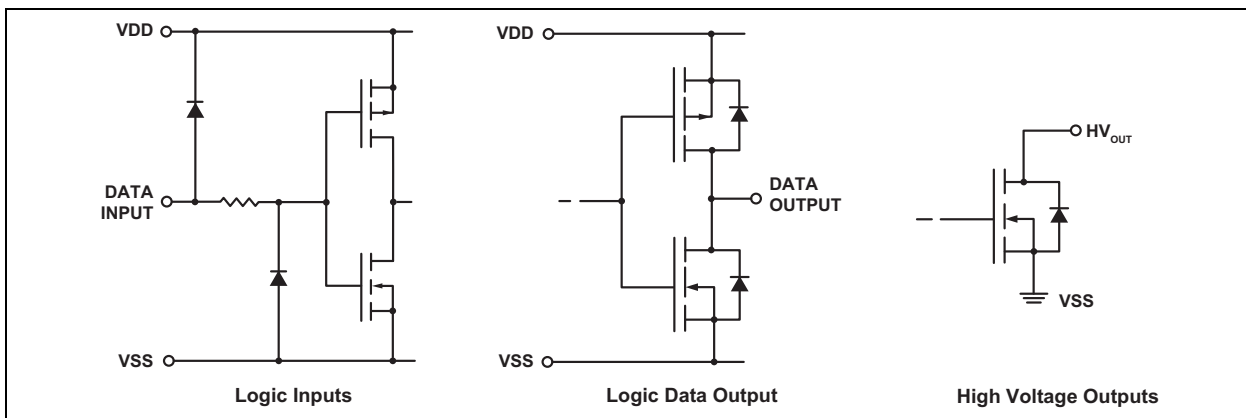 VDD
DATA
INPUT
VSS
Logic Inputs
VDD
DATA
OUTPUT
VSS
Logic Data Output
HVOUT
VSS
High Voltage Outputs